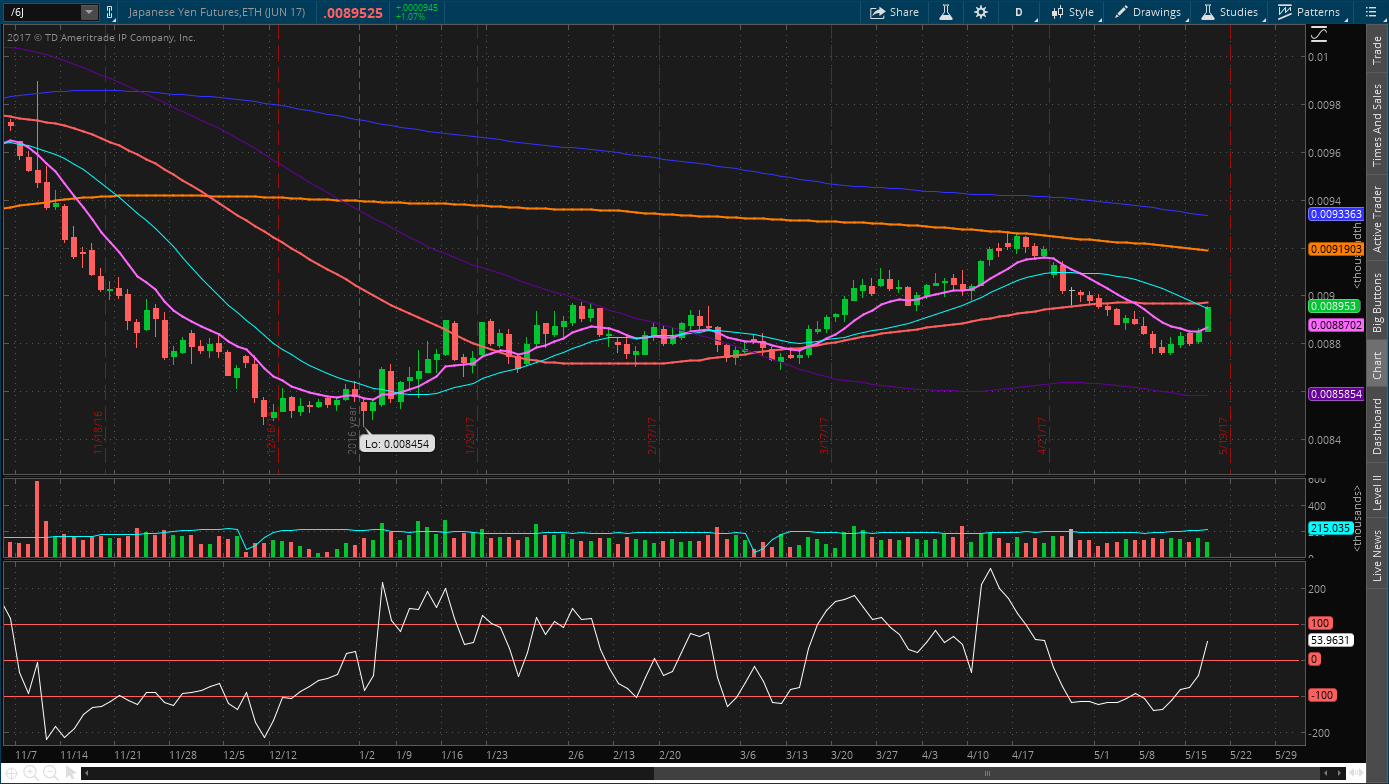 /6J
Japanese Yen Futures,ETH (JUN 17)
.0089525
+.0000945
+1.07%
Share
D
Style
Drawings
Studies
Patterns
2017 © TD Ameritrade IP Company, Inc.
0.01
0.0098
0.0096
0.0094
0.0093363
0.0092
0.0091903
0.009
0.008953
0.0088702
0.0088
0.0085854
0.0084
11/18/16
12/16/16
2016 year
1/20/17
2/17/17
3/17/17
4/21/17
5/19/17
Lo: 0.008454
600
400
215.035
0
<thousands>
200
100
53.9631
0
-100
-200
11/7
11/14
11/21
11/28
12/5
12/12
1/2
1/9
1/16
1/23
2/6
2/13
2/20
3/6
3/13
3/20
3/27
4/3
4/10
4/17
5/1
5/8
5/15
5/22
5/29
Trade
Times And Sales
Active Trader
Big Buttons
Chart
Dashboard
Level II
Live News